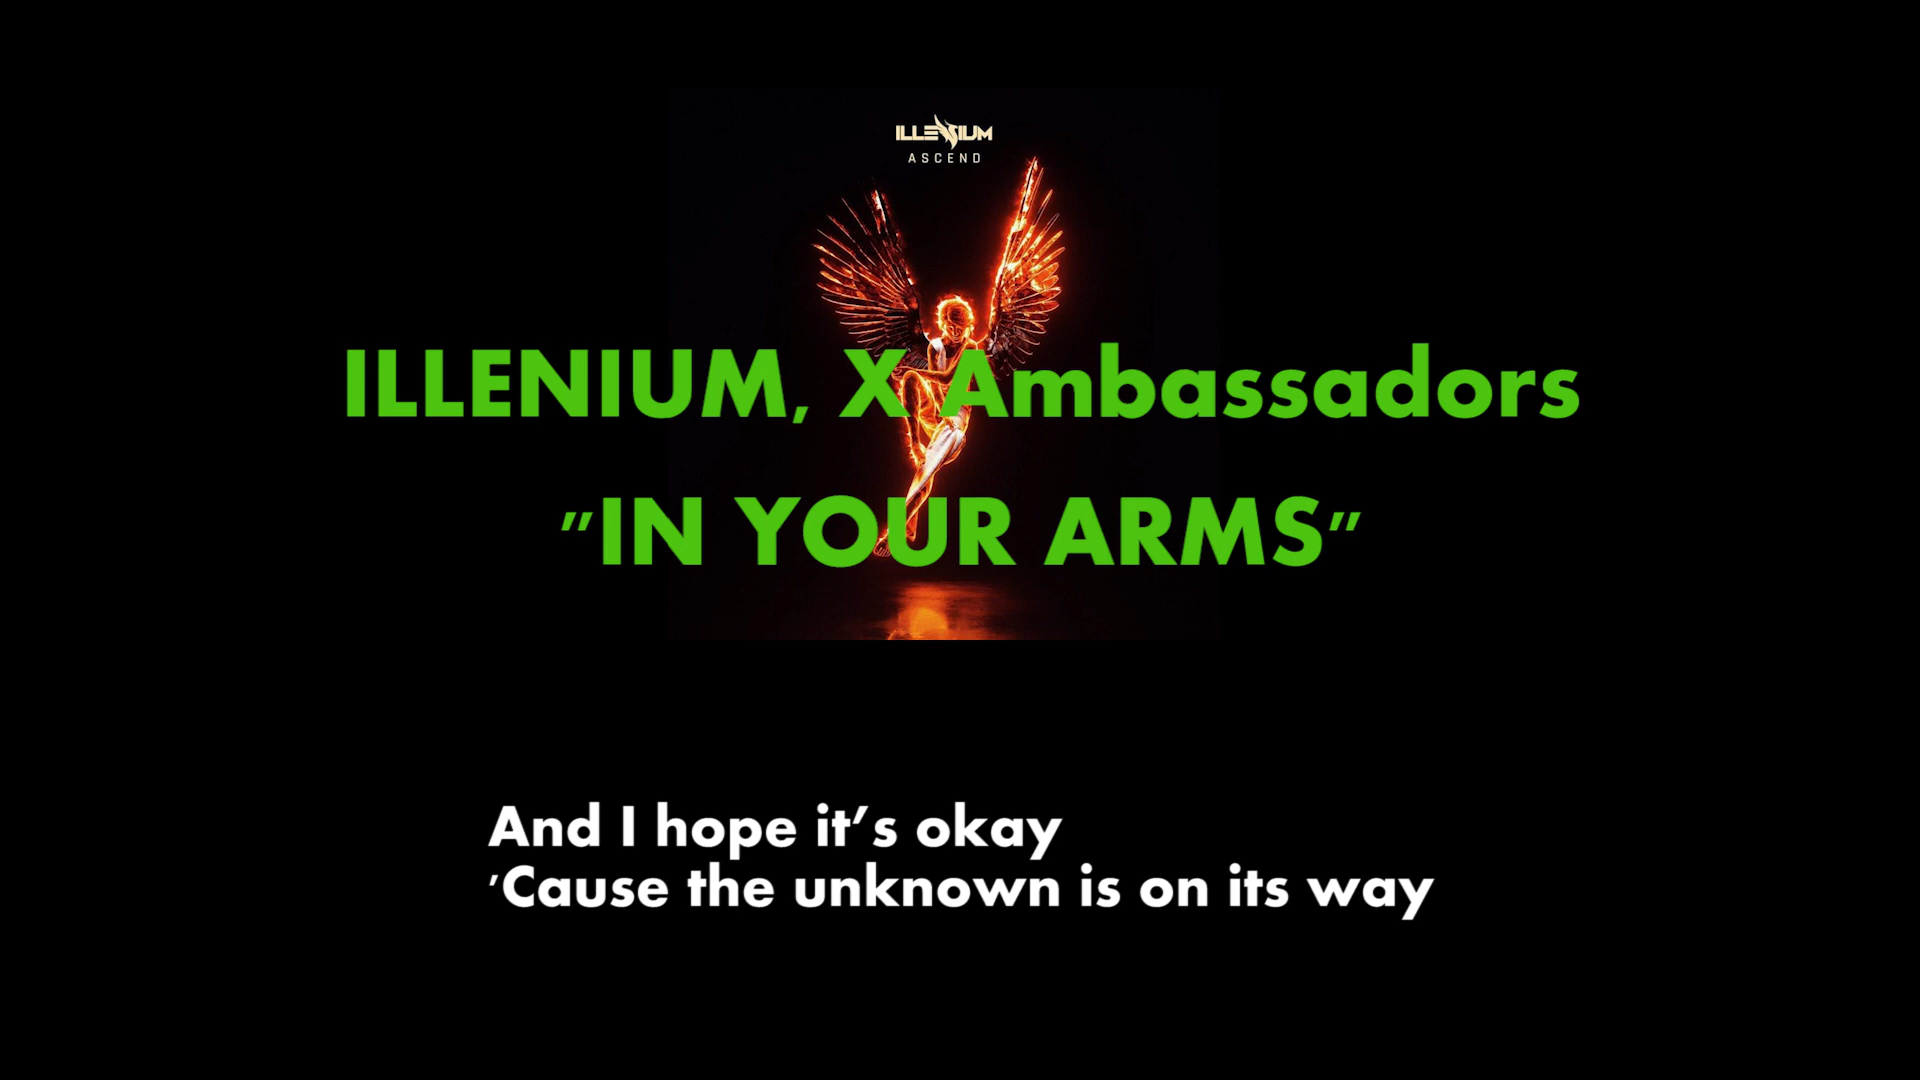 ILLENIUM
ASCEND
ILLENIUM, X Ambassadors
"IN YOUR ARMS"
And I hope it's okay
'Cause the unknown is on its way